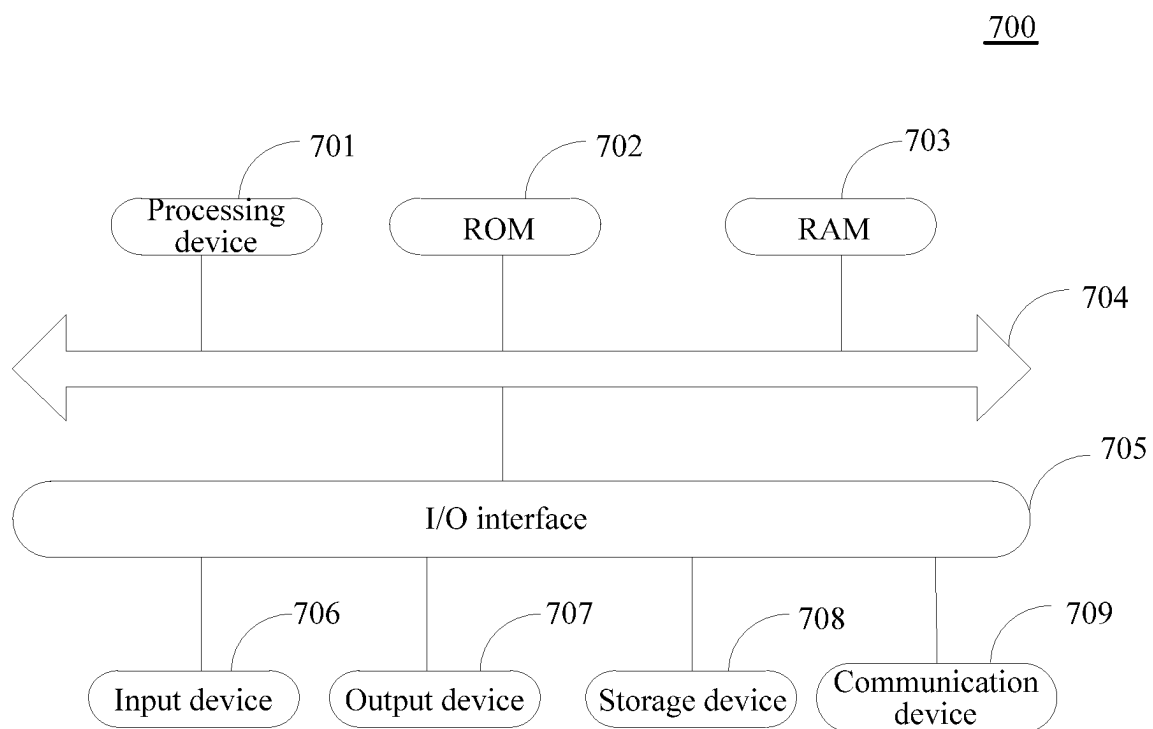 700
701
702
703
Processing
device
ROM
RAM
704
705
I/O interface
706
707
708
709
Input device
Output device
Storage device
Communication
device